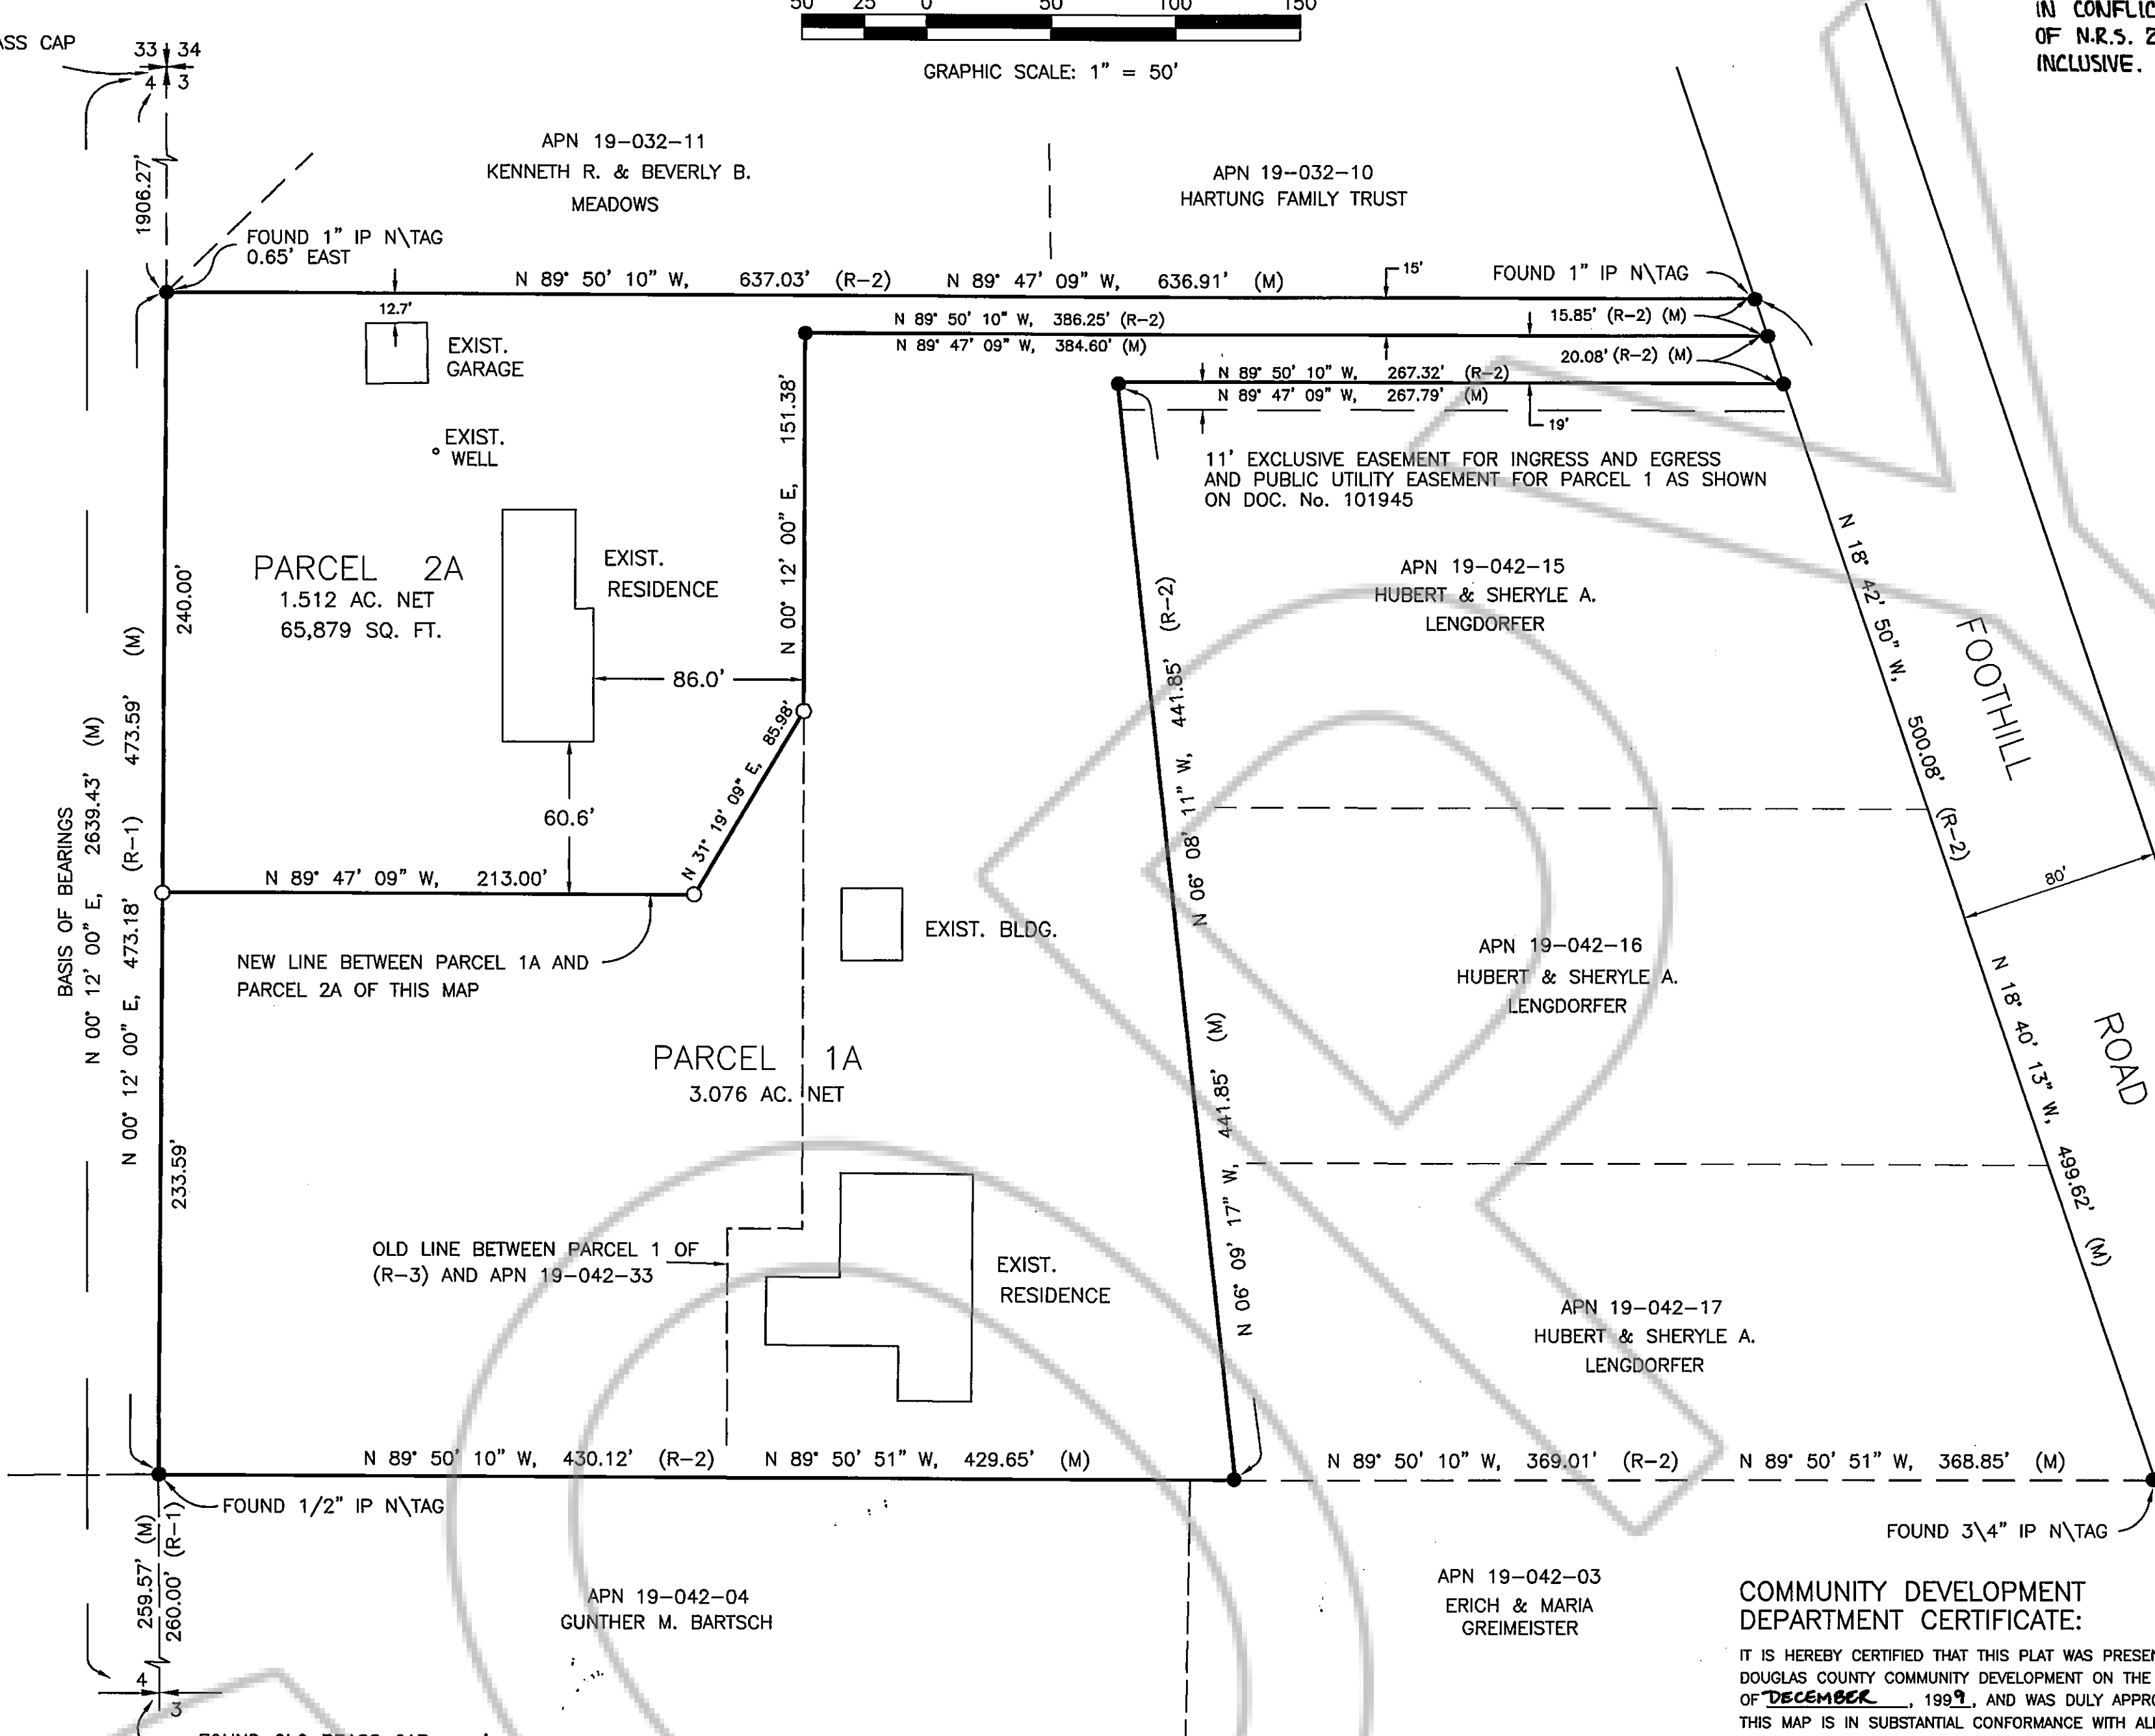 50 25 0 50 100 150
GRAPHIC SCALE: 1" = 50'
IN CONFLIC
OF N.R.S. 2
INCLUSIVE.
ASS CAP
33 34
4 3
1906.27'
APN 19-032-11
KENNETH R. & BEVERLY B.
MEADOWS
APN 19-032-10
HARTUNG FAMILY TRUST
FOUND 1" IP N\TAG
0.65' EAST
N 89° 50' 10" W, 637.03' (R-2) N 89° 47' 09" W, 636.91' (M)
15'
FOUND 1" IP N\TAG
12.7'
EXIST.
GARAGE
N 89° 50' 10" W, 386.25' (R-2)
N 89° 47' 09" W, 384.60' (M)
15.85' (R-2) (M)
20.08' (R-2) (M)
N 89° 50' 10" W, 267.32' (R-2)
N 89° 47' 09" W, 267.79' (M)
19'
EXIST.
WELL
N 00° 12' 00" E, 151.38'
11' EXCLUSIVE EASEMENT FOR INGRESS AND EGRESS
AND PUBLIC UTILITY EASEMENT FOR PARCEL 1 AS SHOWN
ON DOC. No. 101945
PARCEL 2A
1.512 AC. NET
65,879 SQ. FT.
240.00'
EXIST.
RESIDENCE
86.0'
60.6'
N 31° 19' 09" E, 85.98'
APN 19-042-15
HUBERT & SHERYLE A.
LENGDORFER
N 06° 08' 11" W, 441.85' (R-2)
N 06° 09' 17" W, 441.85' (M)
N 18° 42' 50" W, 500.08' (R-2)
N 18° 40' 13" W, 499.62' (M)
FOOTHILL
ROAD
80'
BASIS OF BEARINGS
N 00° 12' 00" E, 2639.43' (M)
N 00° 12' 00" E, 473.18' (R-1) 473.59' (M)
N 89° 47' 09" W, 213.00'
NEW LINE BETWEEN PARCEL 1A AND
PARCEL 2A OF THIS MAP
EXIST. BLDG.
APN 19-042-16
HUBERT & SHERYLE A.
LENGDORFER
PARCEL 1A
3.076 AC. NET
233.59'
OLD LINE BETWEEN PARCEL 1 OF
(R-3) AND APN 19-042-33
EXIST.
RESIDENCE
APN 19-042-17
HUBERT & SHERYLE A.
LENGDORFER
N 89° 50' 10" W, 430.12' (R-2) N 89° 50' 51" W, 429.65' (M)
N 89° 50' 10" W, 369.01' (R-2) N 89° 50' 51" W, 368.85' (M)
FOUND 1/2" IP N\TAG
FOUND 3\4" IP N\TAG
259.57' (M)
260.00' (R-1)
4
3
APN 19-042-04
GUNTHER M. BARTSCH
APN 19-042-03
ERICH & MARIA
GREIMEISTER
COMMUNITY DEVELOPMENT
DEPARTMENT CERTIFICATE:
IT IS HEREBY CERTIFIED THAT THIS PLAT WAS PRESEN
DOUGLAS COUNTY COMMUNITY DEVELOPMENT ON THE
OF DECEMBER, 1999, AND WAS DULY APPRO
THIS MAP IS IN SUBSTANTIAL CONFORMANCE WITH ALL